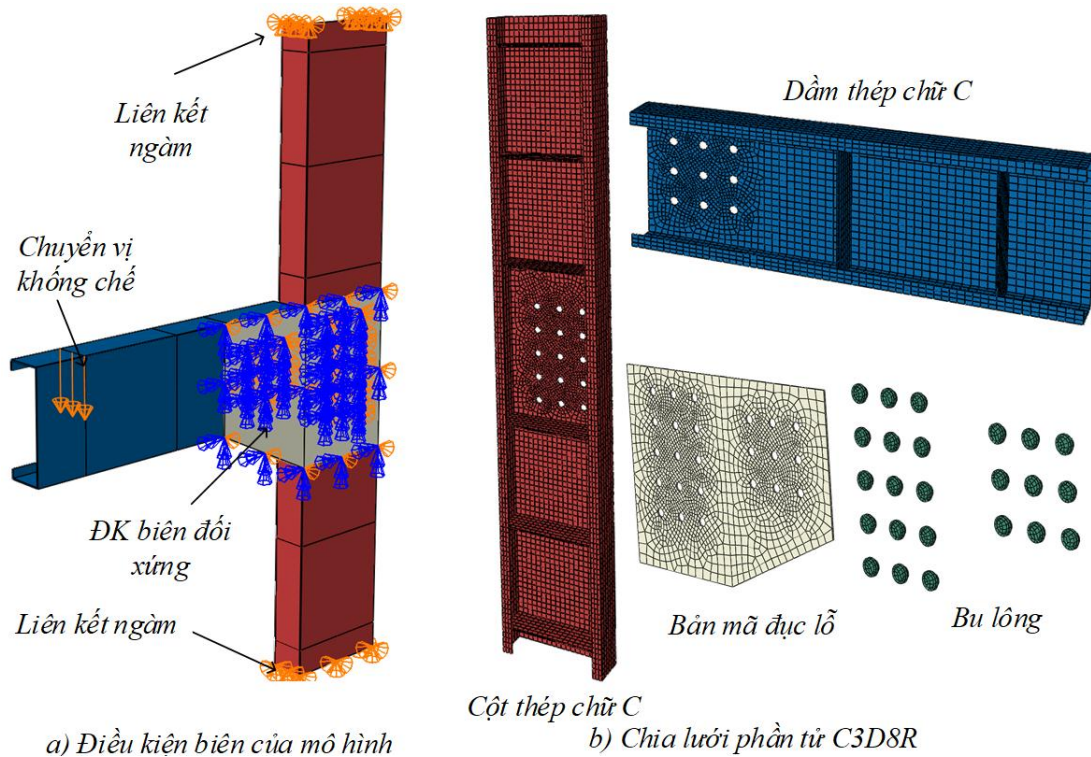 Liên kết
ngàm
Chuyển vị
khống chế
ĐK biên đối
xứng
Liên kết ngàm
a) Điều kiện biên của mô hình
Dầm thép chữ C
Bản mã đục lỗ
Bu lông
Cột thép chữ C
b) Chia lưới phần tử C3D8R